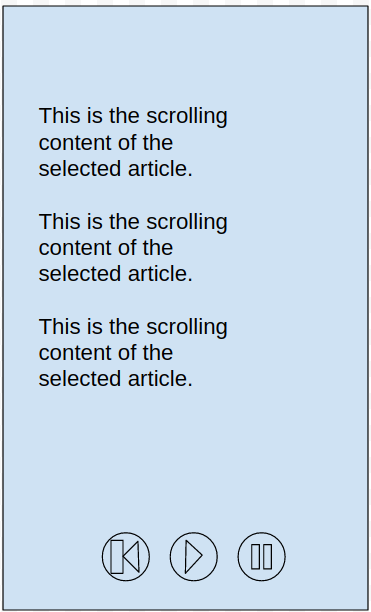 This is the scrolling
content of the
selected article.
This is the scrolling
content of the
selected article.
This is the scrolling
content of the
selected article.